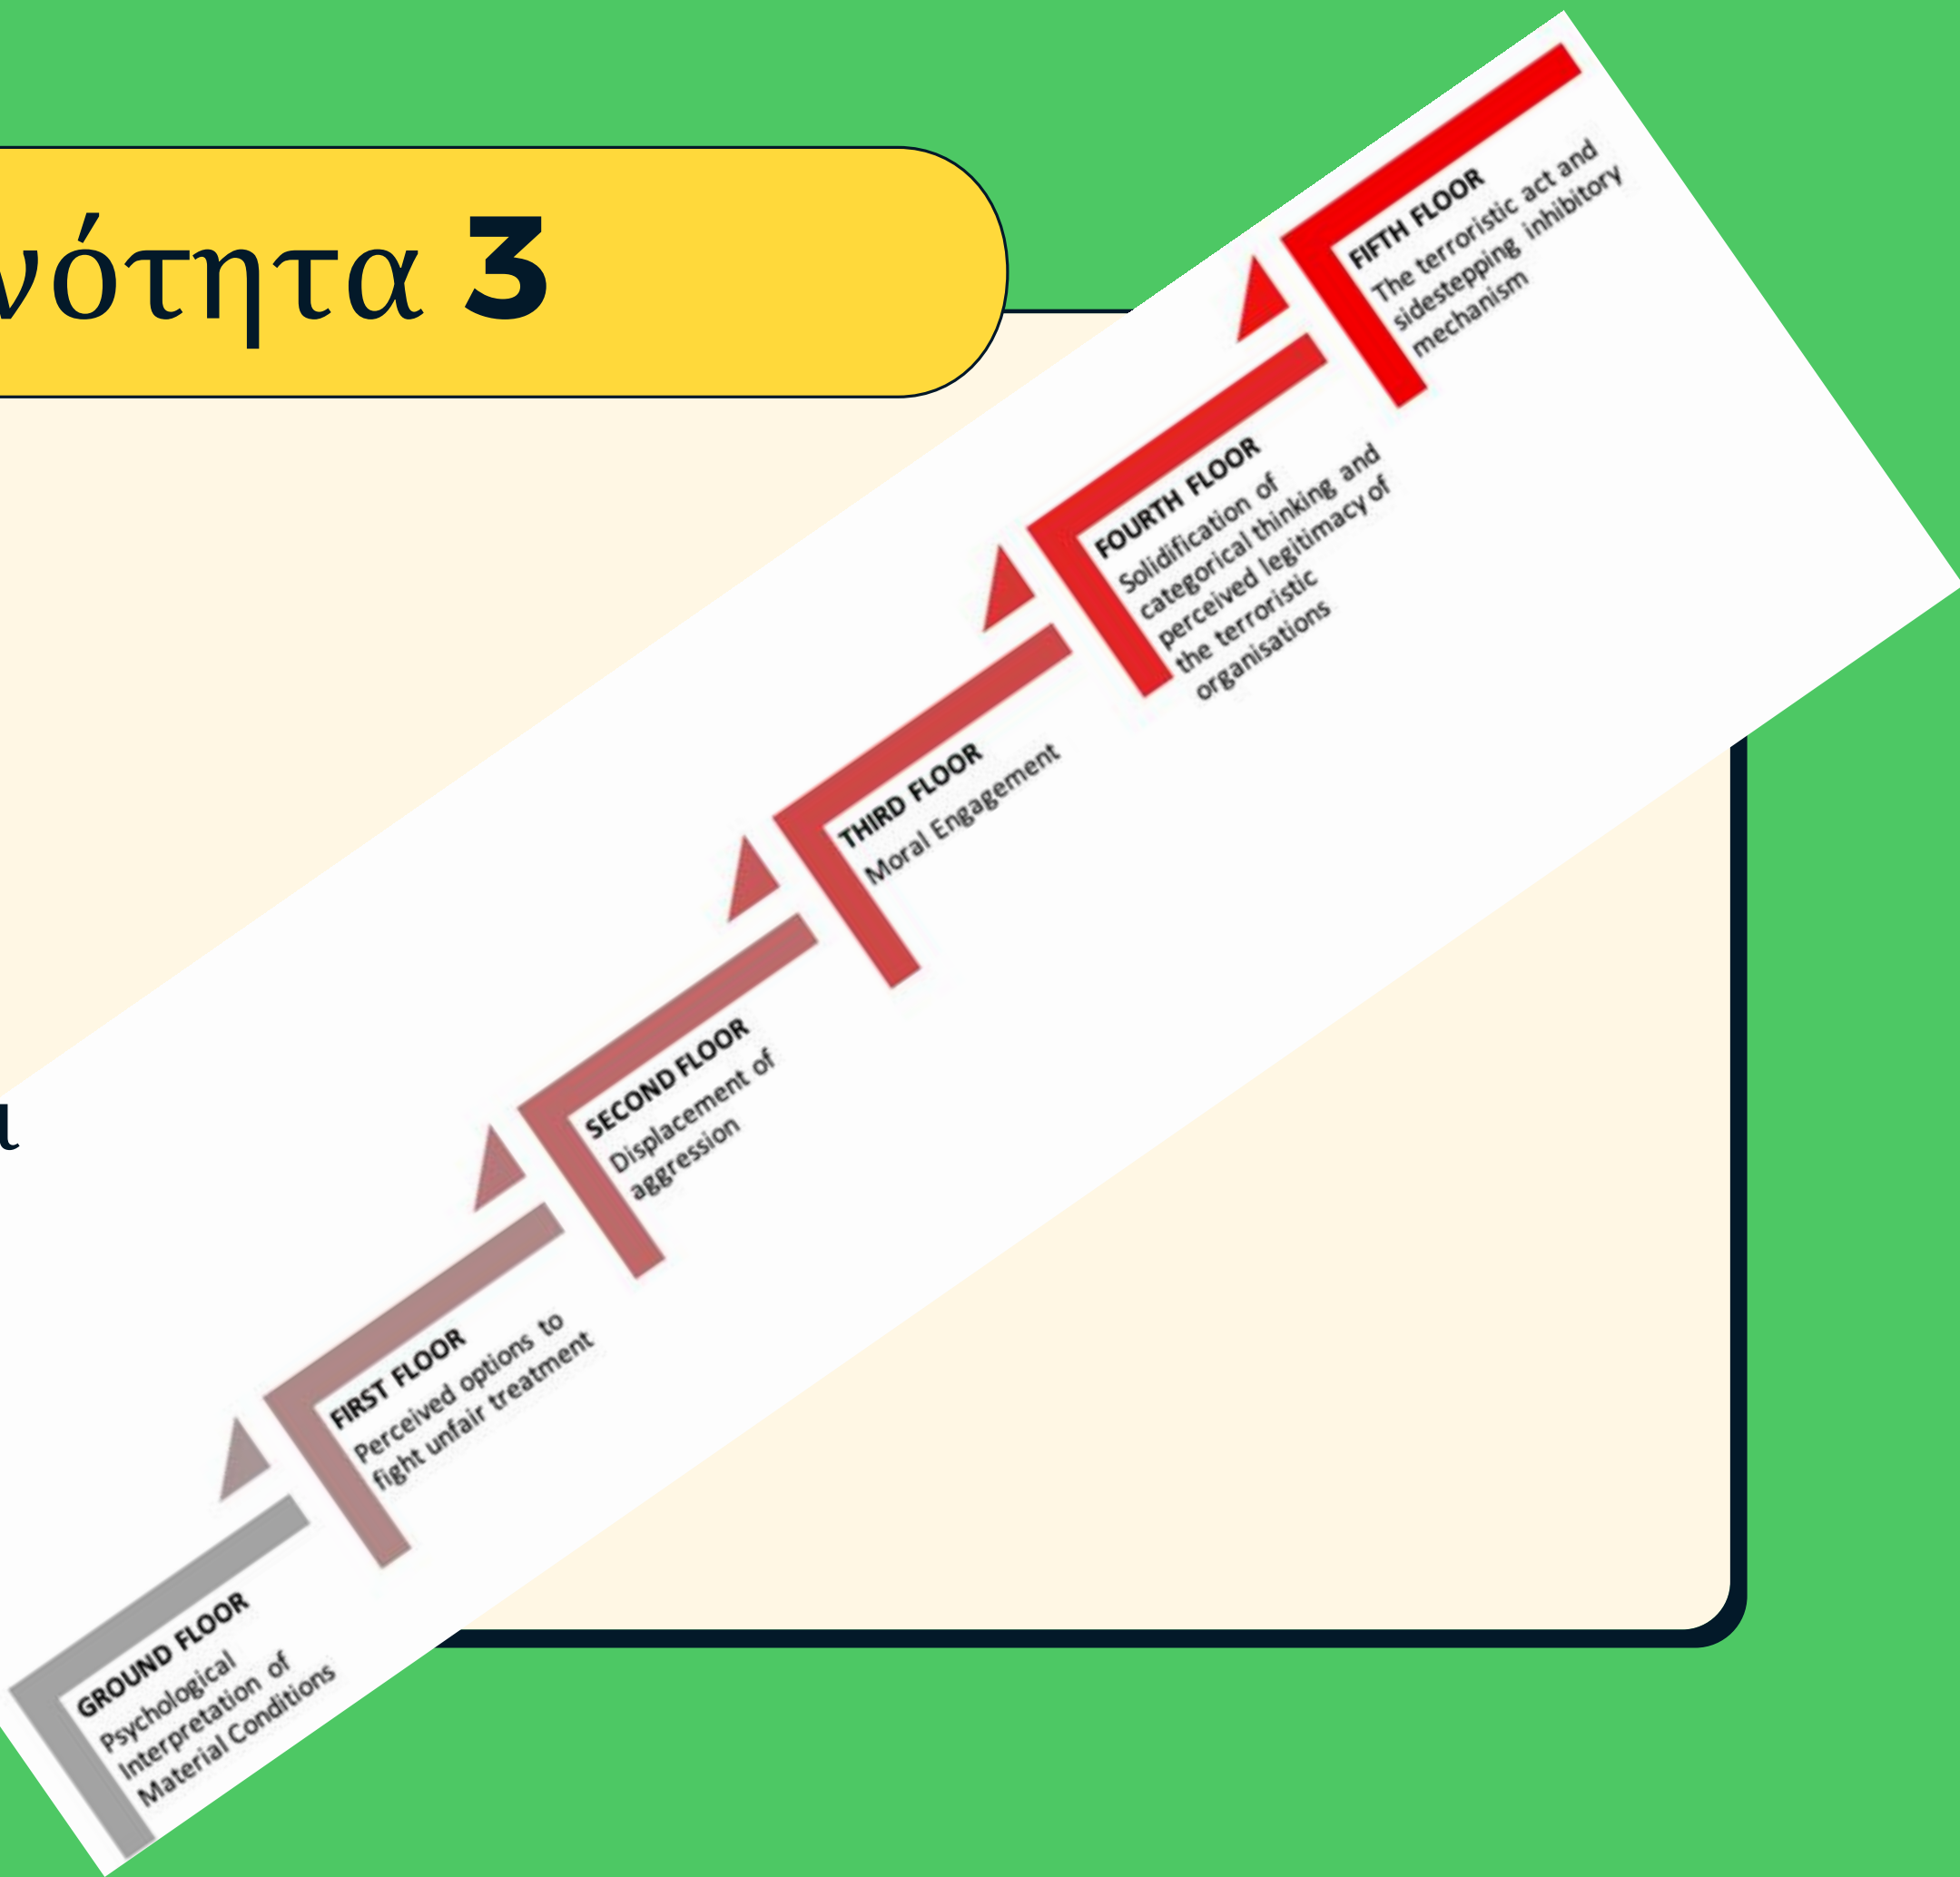 νότητα 3
FIFTH FLOOR
The terroristic act and
sidestepping inhibitory
mechanism
FOURTH FLOOR
Solidification of
categorical thinking and
perceived legitimacy of
the terroristic
organisations
THIRD FLOOR
Moral Engagement
SECOND FLOOR
Displacement of
aggression
FIRST FLOOR
Perceived options to
fight unfair treatment
GROUND FLOOR
Psychological
Interpretation of
Material Conditions